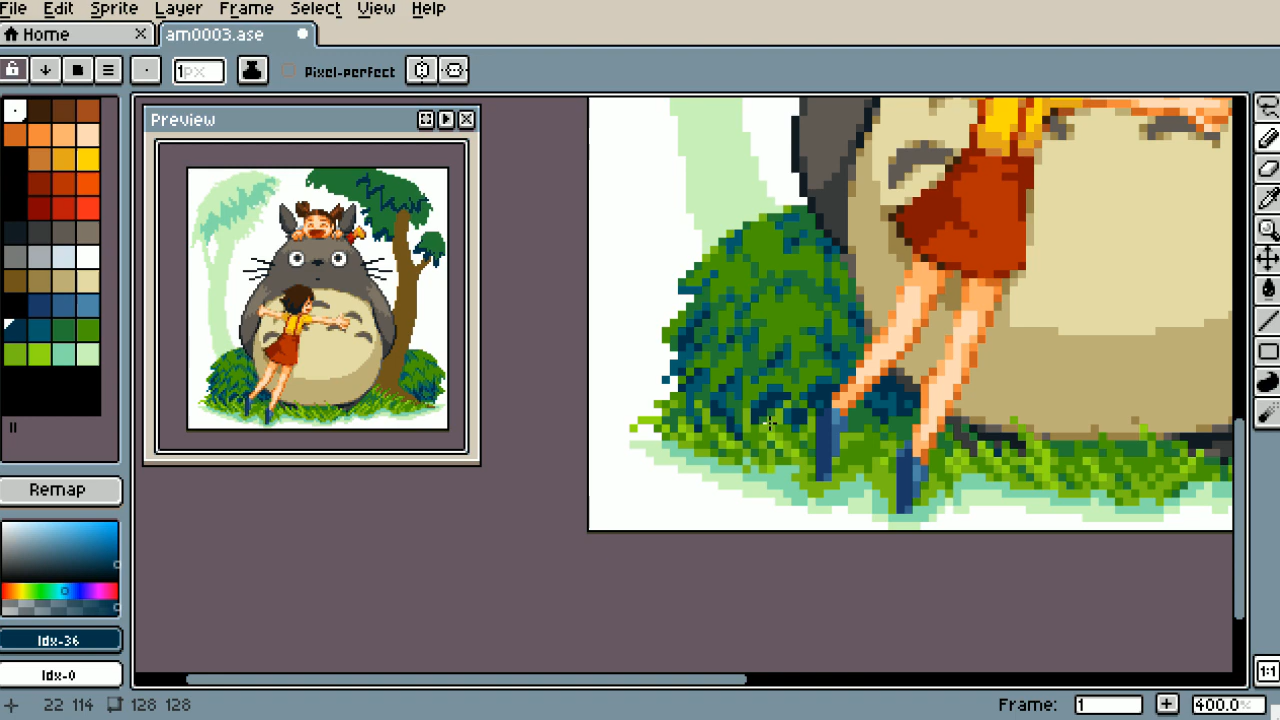 File Edit Sprite Layer Frame Select View Help
Home am0003.ase
1px Pixel-perfect
Preview
Remap
Idx-36
Idx-0
22 114 128 128 Frame: 1 400.0%
1:1